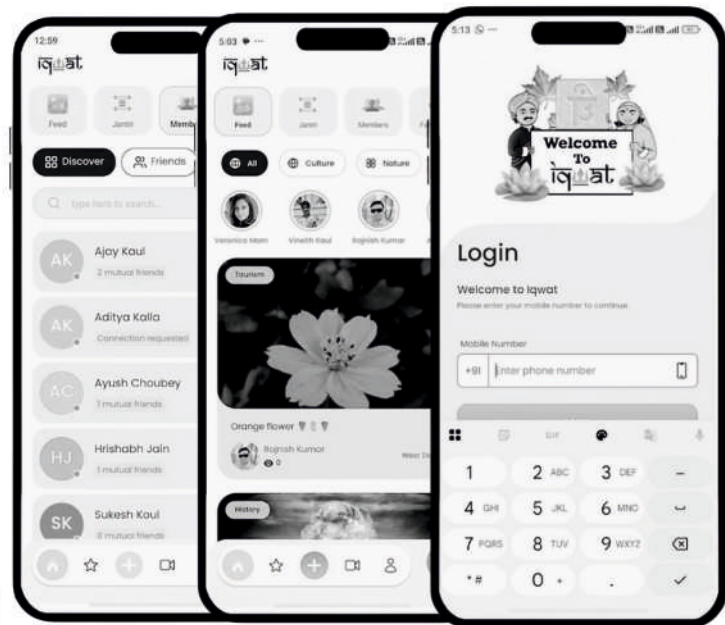 12:59
iqwat
Feed
Jantri
Memb
Discover
Friends
type here to search...
AK
Ajay Kaul
2 mutual friends
AK
Aditya Kalla
Connection requested
AC
Ayush Choubey
1 mutual friends
HJ
Hrishabh Jain
1 mutual friends
SK
Sukesh Kaul
mutual friends
5:03
iqwat
Feed
Jantri
Members
All
Culture
Nature
Veronica Mam
Vineith Kaul
Rajnish Kumar
Tourism
Orange flower
Rajnish Kumar
0
History
5:13
Welcome
To
iqwat
Login
Welcome to Iqwat
Please enter your mobile number to continue
Mobile Number
+91 Enter phone number
GIF
1 2 ABC 3 DEF -
4 GHI 5 JKL 6 MNO
7 PQRS 8 TUV 9 WXYZ
*# 0 + .